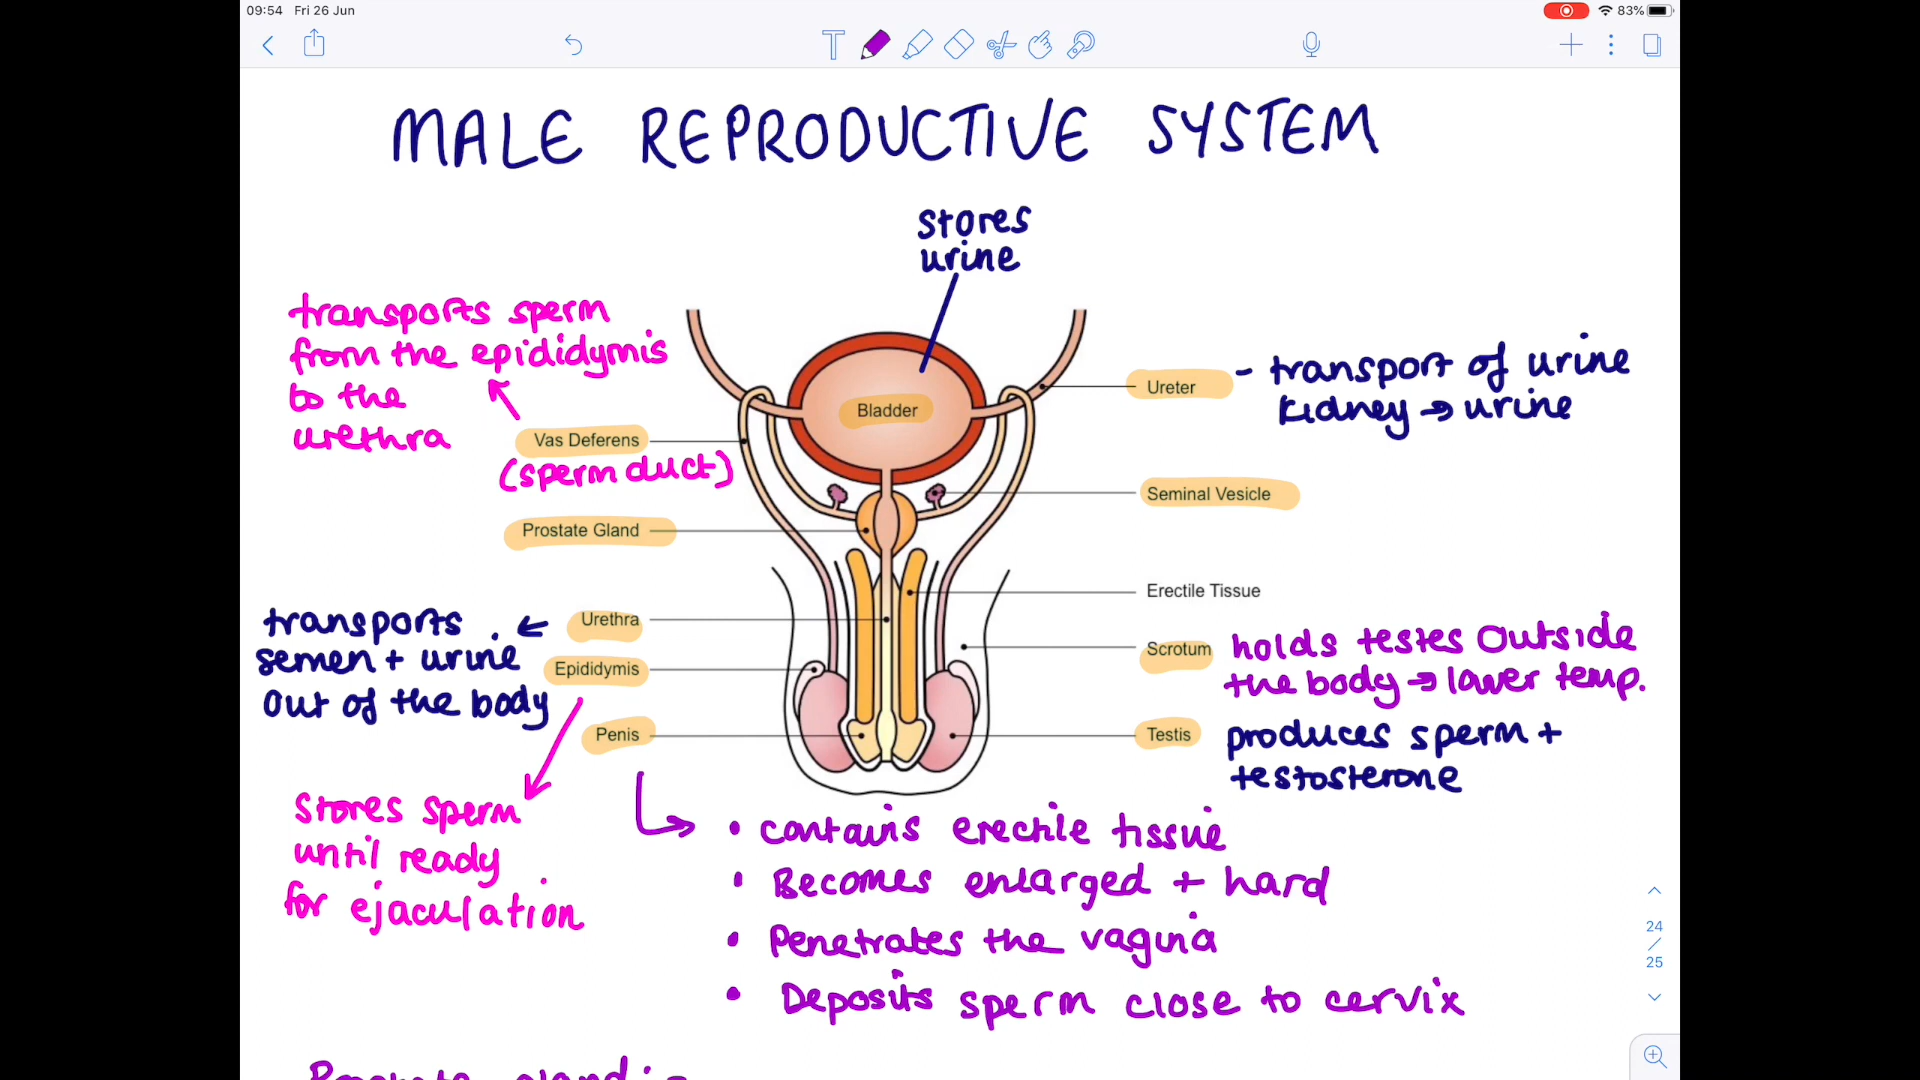 09:54 Fri 26 Jun
83%
MALE REPRODUCTIVE SYSTEM
stores
urine
transports sperm
from the epididymis
to the
urethra
Vas Deferens
(sperm duct)
Bladder
Ureter
- transport of urine
kidney → urine
Seminal Vesicle
Prostate Gland
Erectile Tissue
Urethra
transports ←
semen + urine
out of the body
Epididymis
Scrotum
holds testes outside
the body → lower temp.
Penis
Testis
produces sperm +
testosterone
stores sperm
until ready
for ejaculation
• contains erectile tissue
• Becomes enlarged + hard
• Penetrates the vagina
• Deposits sperm close to cervix
24
/
25